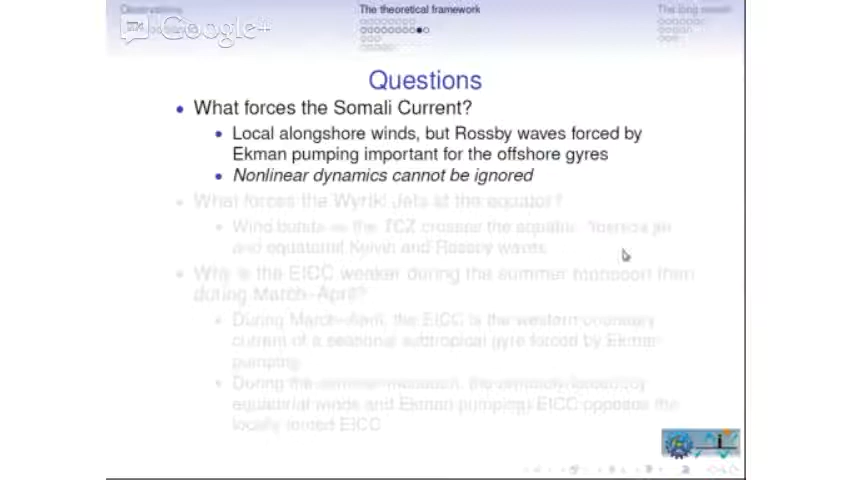 Observations
The theoretical framework
Google+
Questions
• What forces the Somali Current?
• Local alongshore winds, but Rossby waves forced by
Ekman pumping important for the offshore gyres
• Nonlinear dynamics cannot be ignored
• What forces the Wyrtki Jets at the equator?
• Wind bursts as the ITCZ crosses the equator
and equatorial Kelvin and Rossby waves
• Why is the EICC weaker during the summer monsoon than
during March–April?
• During March–April, the EICC is the western boundary
current of a seasonal subtropical gyre forced by Ekman
pumping
• During the summer monsoon, the remotely forced (by
equatorial winds and Ekman pumping) EICC opposes the
locally forced EICC